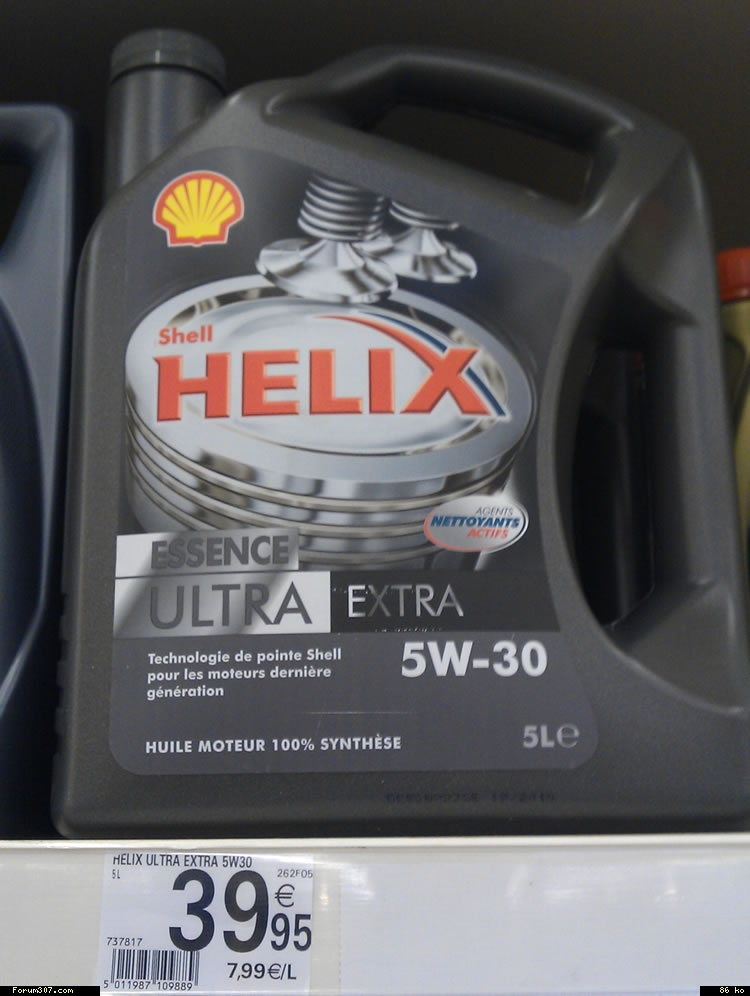 Shell
HELIX
AGENTS
NETTOYANTS
ACTIFS
ESSENCE
ULTRA EXTRA
5W-30
Technologie de pointe Shell
pour les moteurs dernière
génération
HUILE MOTEUR 100% SYNTHÈSE
5L℮
HELIX ULTRA EXTRA 5W30
5L
262F05
39€95
737817
7,99€/L
5 011987 109889
Forum307.com
86 ko